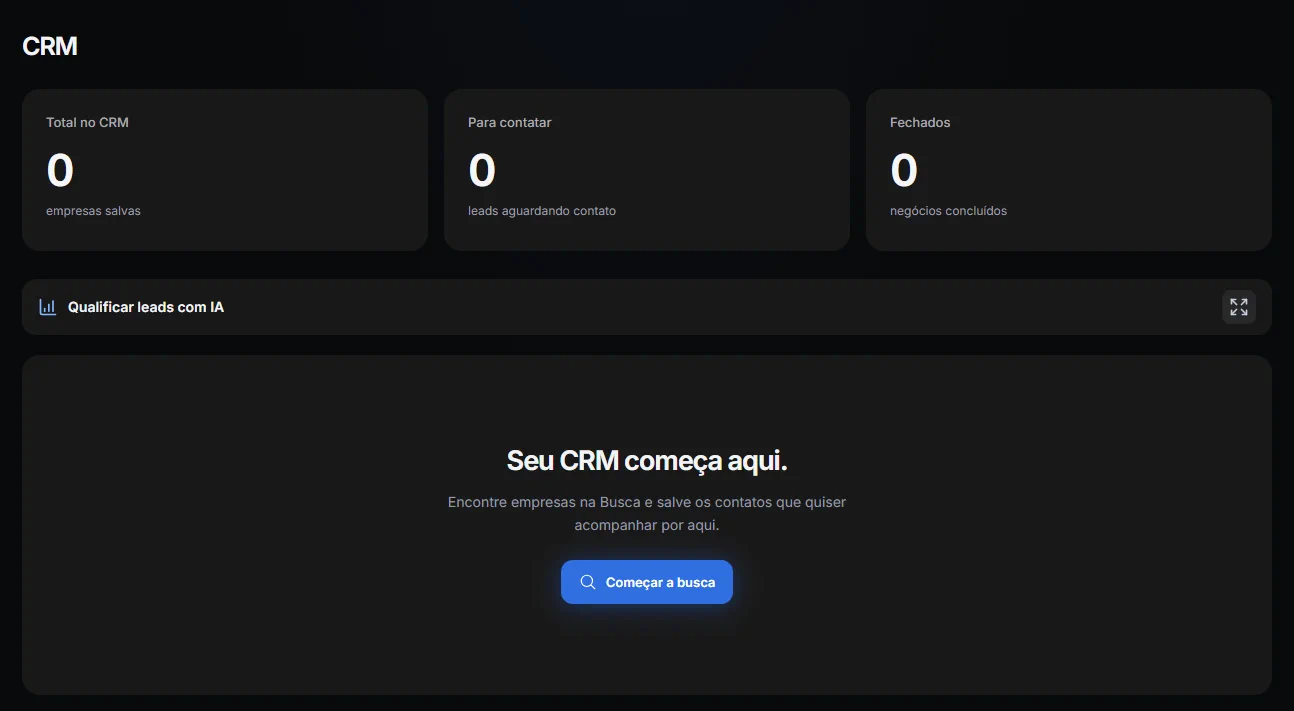 CRM
Total no CRM
0
empresas salvas
Para contatar
0
leads aguardando contato
Fechados
0
negócios concluídos
Qualificar leads com IA
Seu CRM começa aqui.
Encontre empresas na Busca e salve os contatos que quiser
acompanhar por aqui.
Começar a busca